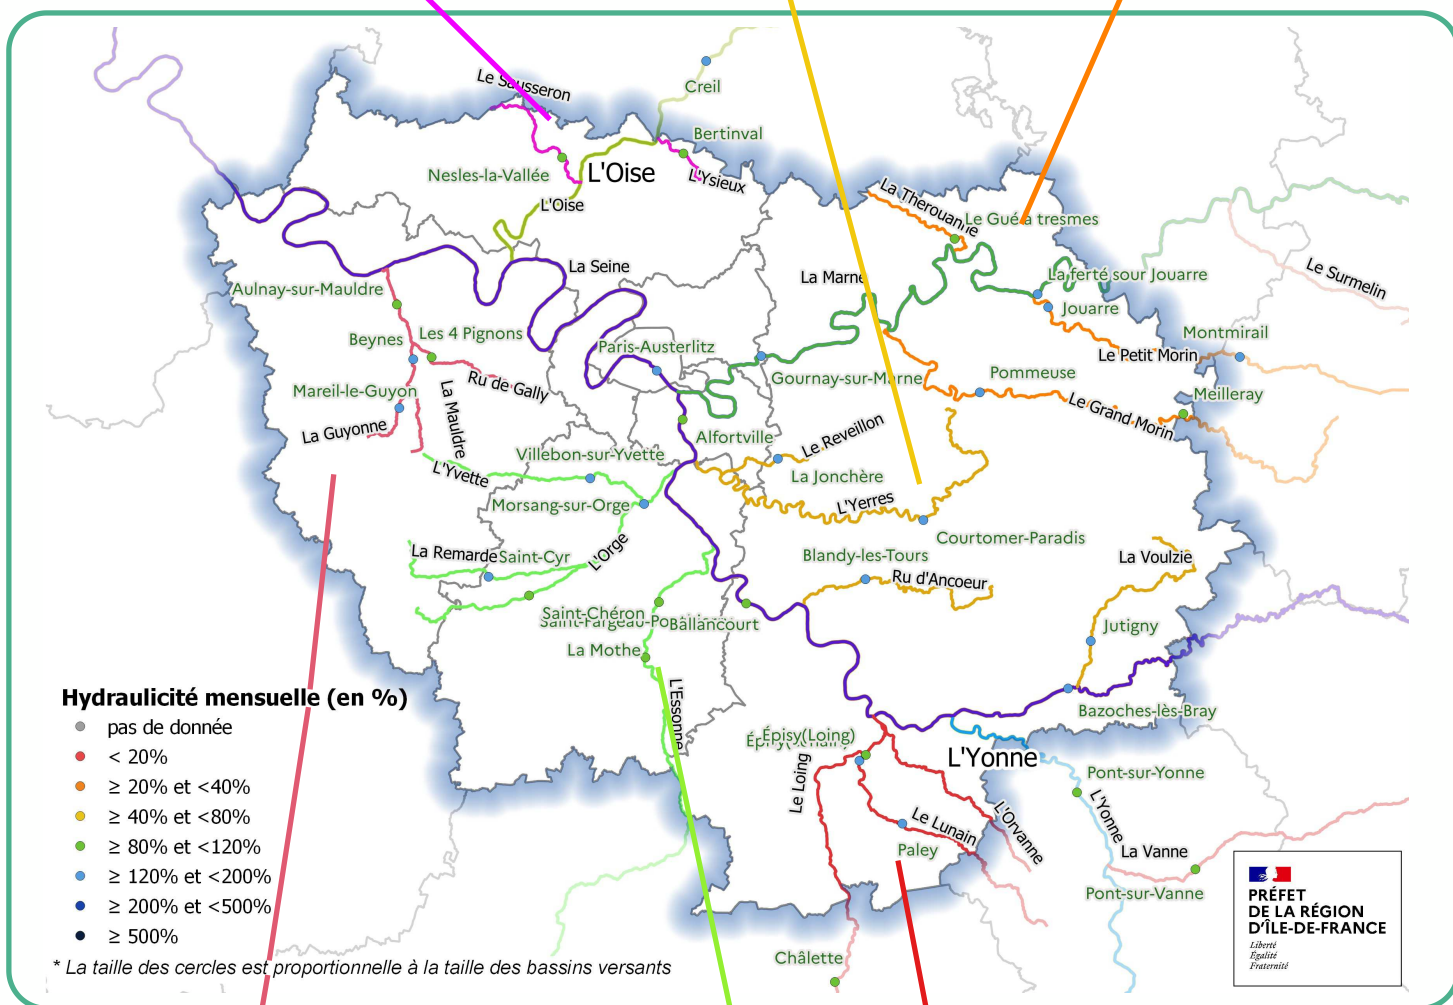 Le Sausseron
Creil
Bertinval
Nesles-la-Vallée
L'Oise
L'Ysieux
L'Oise
La Therouanne
Le Gué à tresmes
La Seine
La Marne
La ferté sour Jouarre
Le Surmelin
Aulnay-sur-Mauldre
Jouarre
Beynes
Les 4 Pignons
Paris-Austerlitz
Montmirail
Le Petit Morin
Mareil-le-Guyon
Ru de Gally
Gournay-sur-Marne
Pommeuse
Meilleray
La Mauldre
La Guyonne
Le Grand Morin
Alfortville
Le Reveillon
Villebon-sur-Yvette
L'Yvette
La Jonchère
Morsang-sur-Orge
L'Yerres
Courtomer-Paradis
La Remarde
Saint-Cyr
L'Orge
Blandy-les-Tours
La Voulzie
Ru d'Ancoeur
Saint-Chéron
Ballancourt
Jutigny
La Mothe
L'Essonne
Bazoches-lès-Bray
Épisy(Loing)
L'Yonne
Le Loing
Pont-sur-Yonne
L'Yonne
L'Orvanne
Le Lunain
Paley
La Vanne
Pont-sur-Vanne
Châlette
Hydraulicité mensuelle (en %)
pas de donnée
< 20%
≥ 20% et <40%
≥ 40% et <80%
≥ 80% et <120%
≥ 120% et <200%
≥ 200% et <500%
≥ 500%
* La taille des cercles est proportionnelle à la taille des bassins versants
PRÉFET
DE LA RÉGION
D'ÎLE-DE-FRANCE
Liberté
Égalité
Fraternité